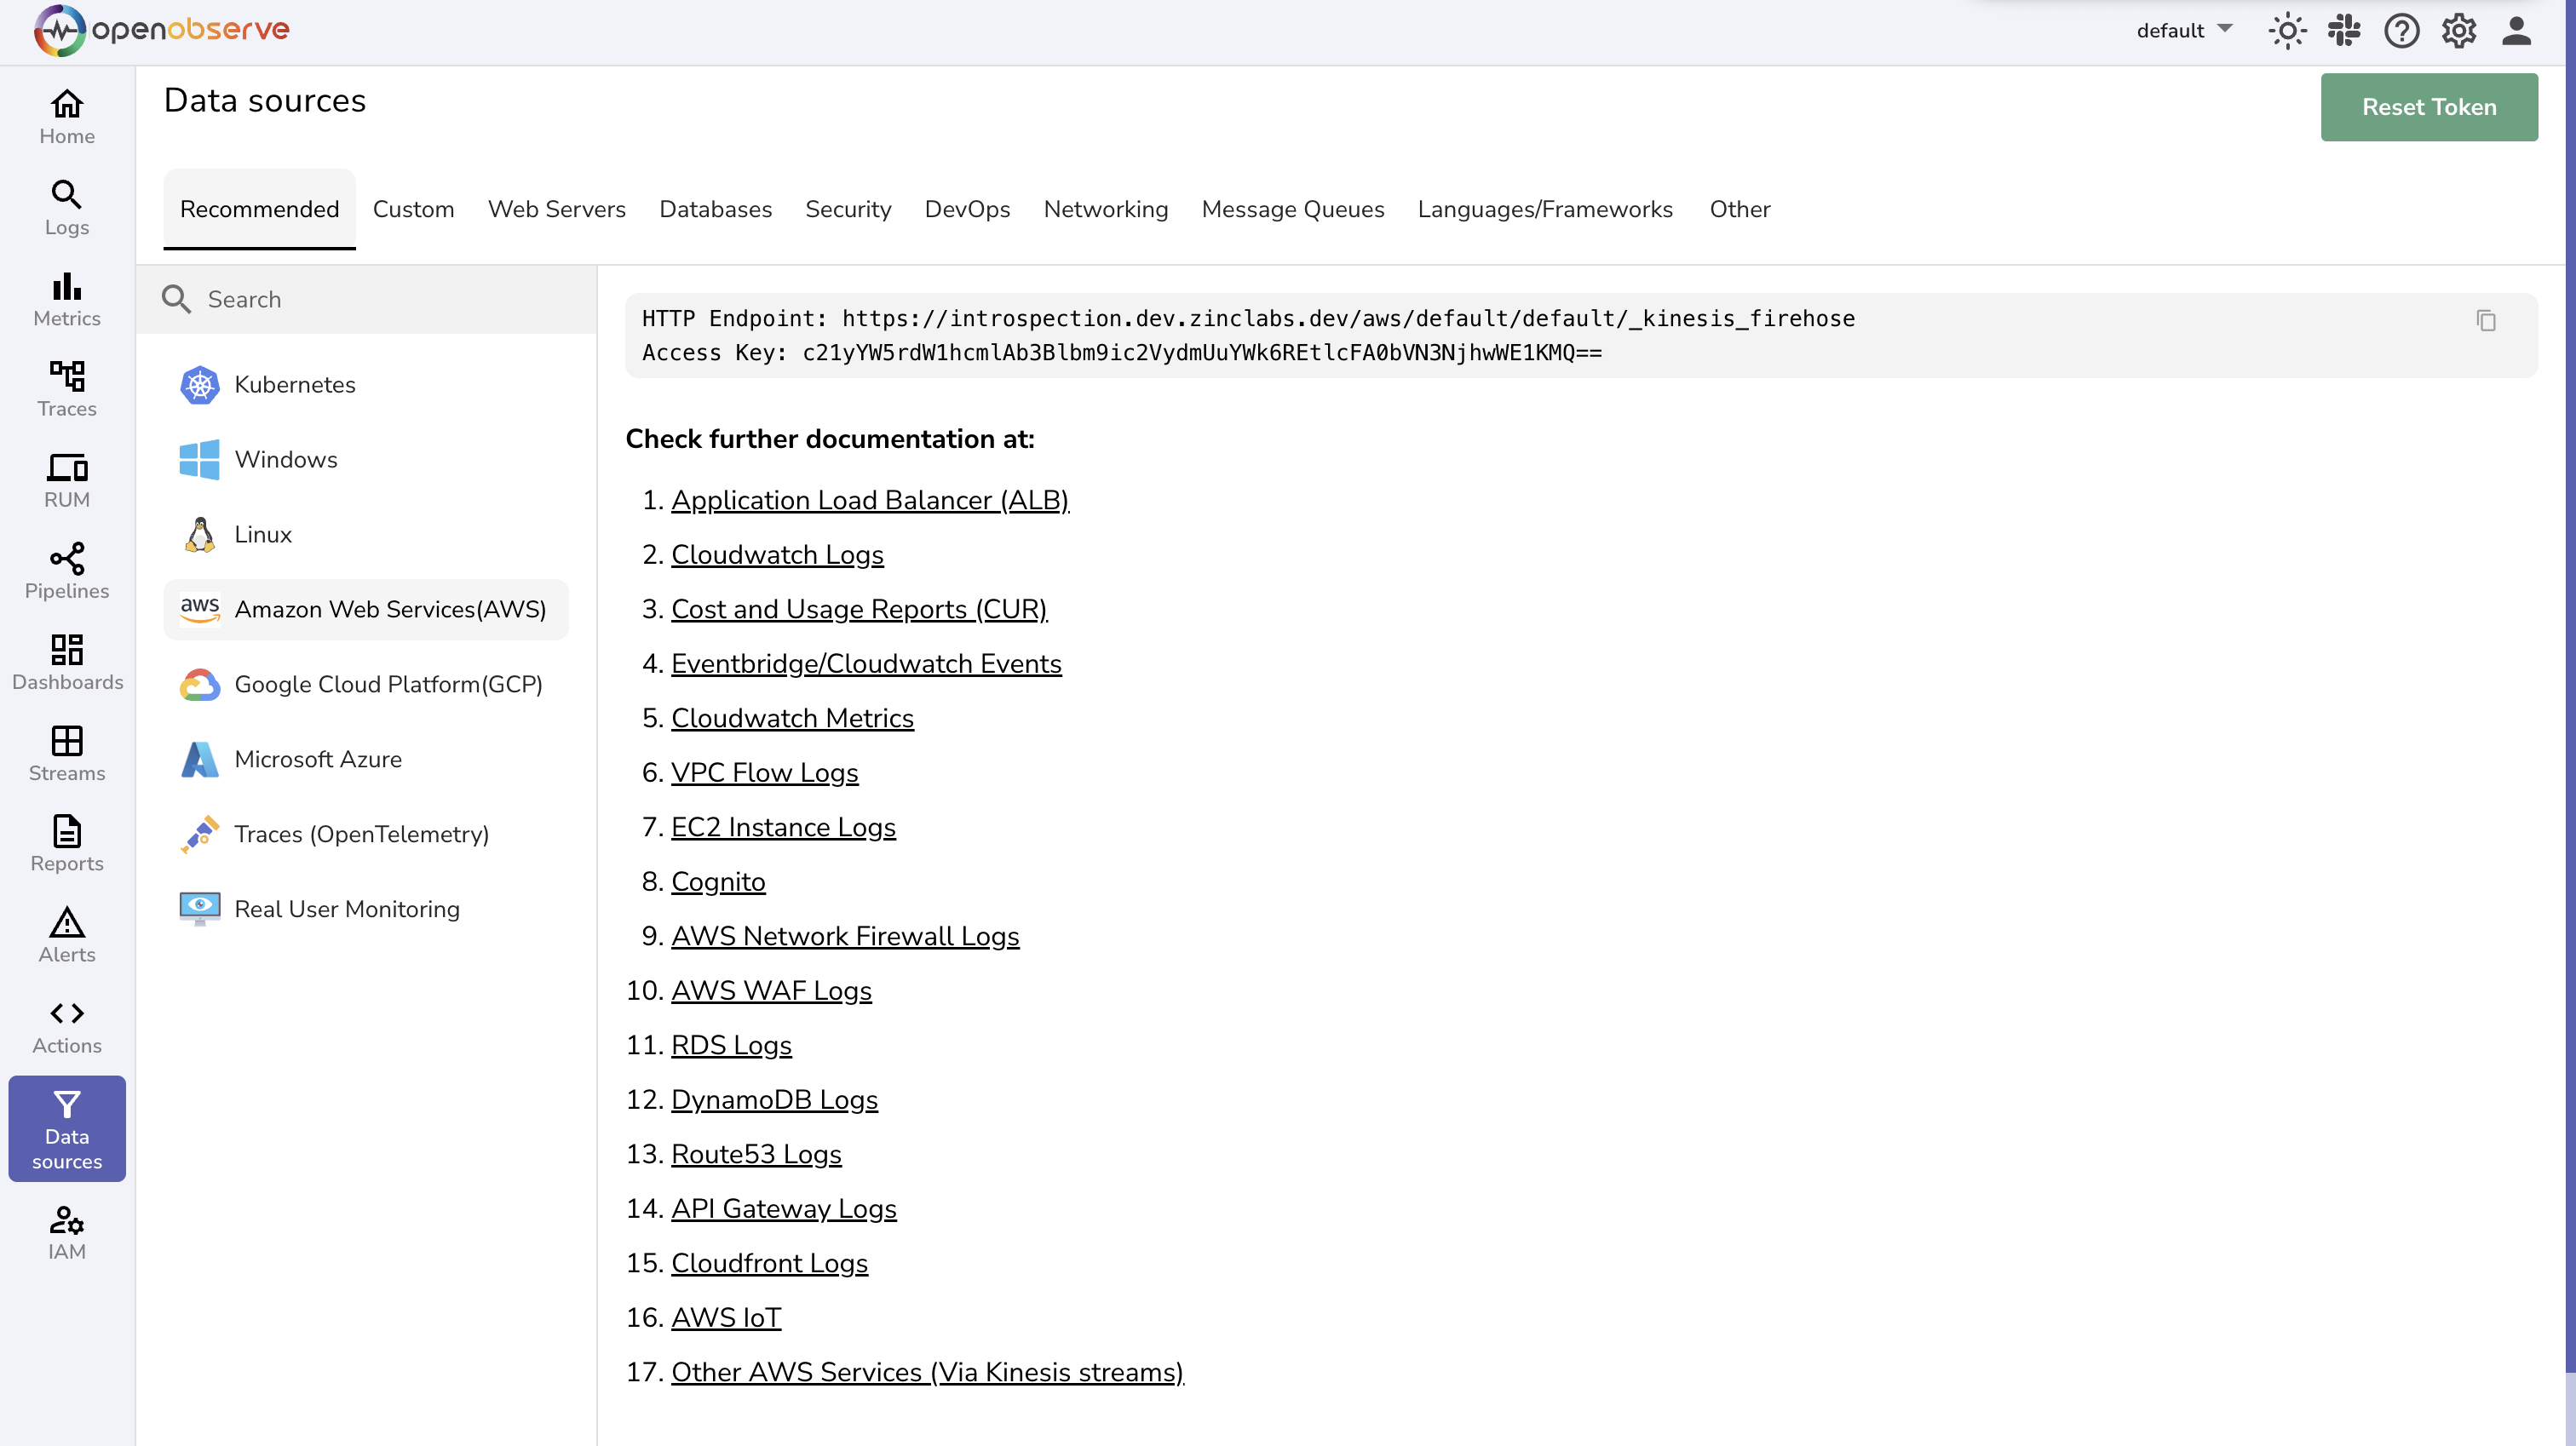 openobserve
default
Data sources
Reset Token
Home
Logs
Metrics
Traces
RUM
Pipelines
Dashboards
Streams
Reports
Alerts
Actions
Data
sources
IAM
Recommended
Custom
Web Servers
Databases
Security
DevOps
Networking
Message Queues
Languages/Frameworks
Other
Search
Kubernetes
Windows
Linux
aws Amazon Web Services(AWS)
Google Cloud Platform(GCP)
Microsoft Azure
Traces (OpenTelemetry)
Real User Monitoring
HTTP Endpoint: https://introspection.dev.zinclabs.dev/aws/default/default/_kinesis_firehose
Access Key: c21yYW5rdW1hcmlAb3Blbm9ic2VydmUuYWk6REtlcFA0bVN3NjhwWE1KMQ==
Check further documentation at:
1. Application Load Balancer (ALB)
2. Cloudwatch Logs
3. Cost and Usage Reports (CUR)
4. Eventbridge/Cloudwatch Events
5. Cloudwatch Metrics
6. VPC Flow Logs
7. EC2 Instance Logs
8. Cognito
9. AWS Network Firewall Logs
10. AWS WAF Logs
11. RDS Logs
12. DynamoDB Logs
13. Route53 Logs
14. API Gateway Logs
15. Cloudfront Logs
16. AWS IoT
17. Other AWS Services (Via Kinesis streams)